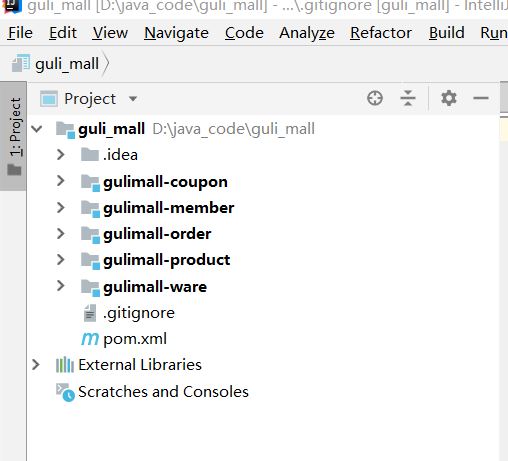 guli_mall [D:\java_code\guli_mall] - ...\.gitignore [guli_mall] - IntelliJ
File Edit View Navigate Code Analyze Refactor Build Run
guli_mall
1: Project
Project
guli_mall D:\java_code\guli_mall
.idea
gulimall-coupon
gulimall-member
gulimall-order
gulimall-product
gulimall-ware
.gitignore
pom.xml
External Libraries
Scratches and Consoles